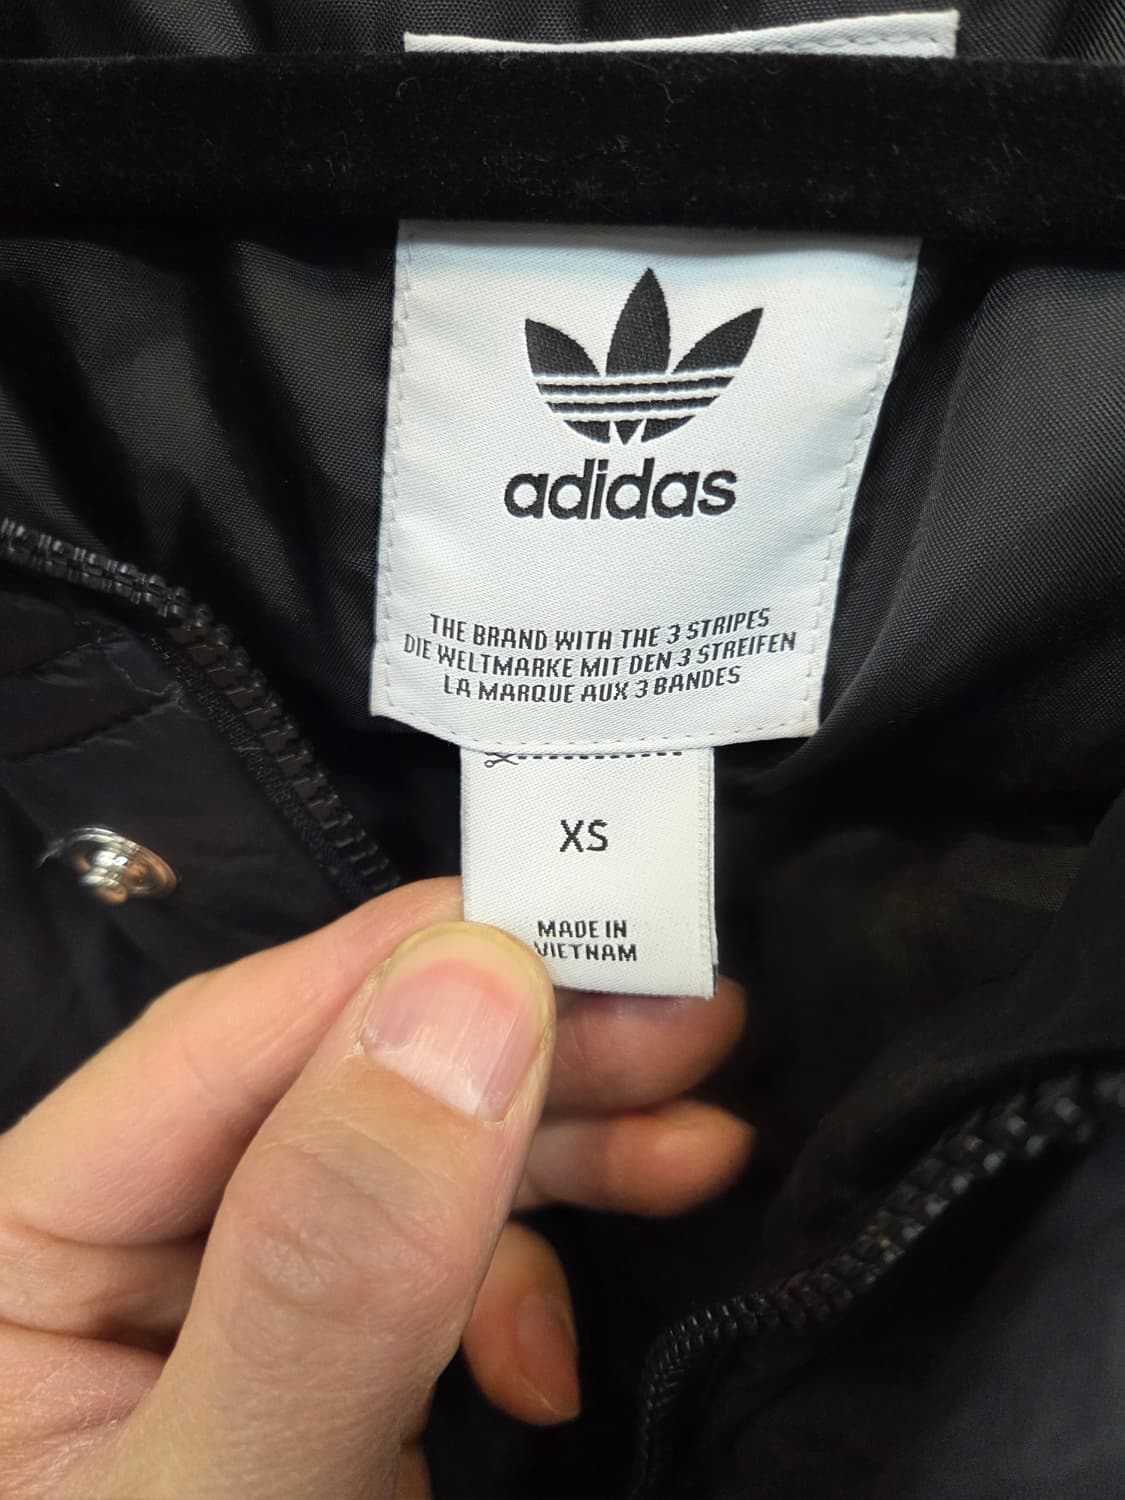 adidas
THE BRAND WITH THE 3 STRIPES
DIE WELTMARKE MIT DEN 3 STREIFEN
LA MARQUE AUX 3 BANDES
XS
MADE IN
VIETNAM